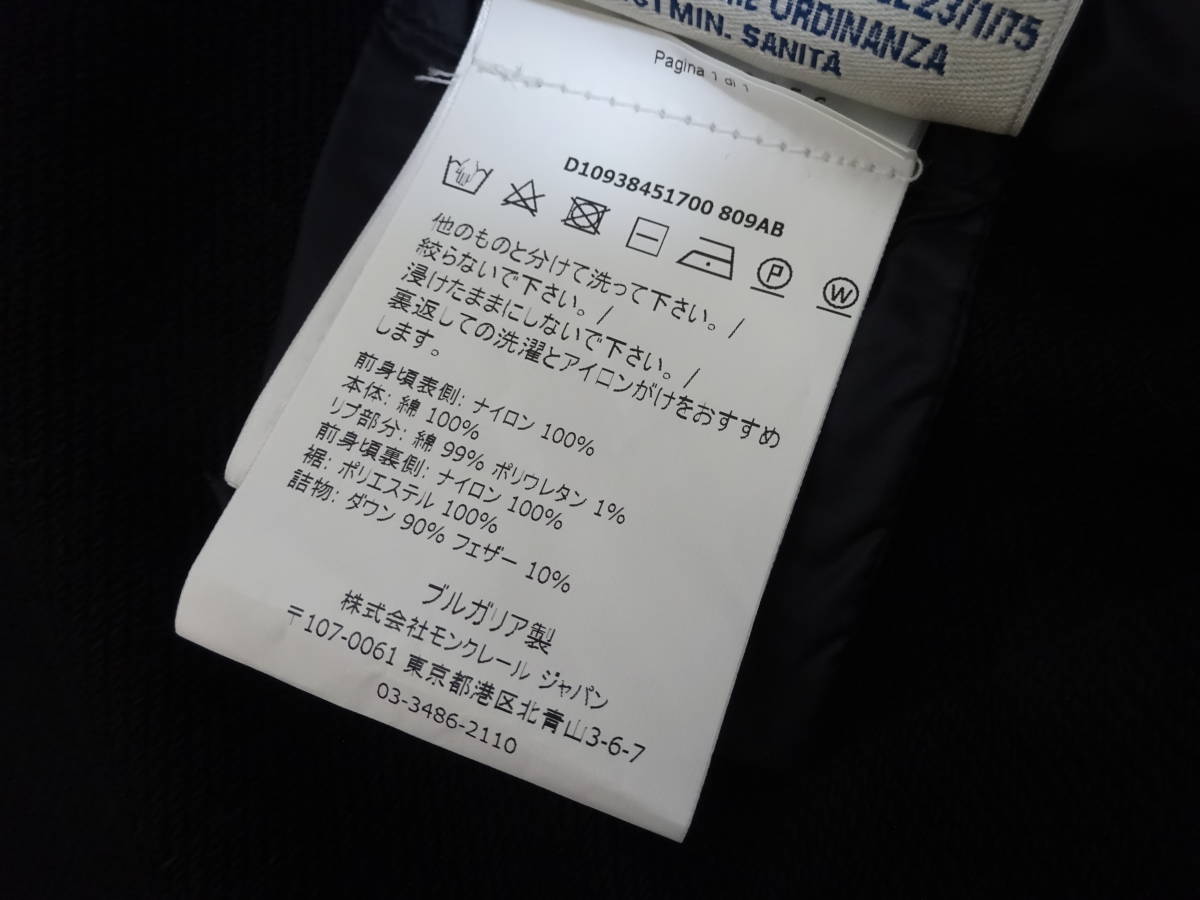 23/1/75
ORDINANZA
MIN. SANITÀ
Pagina 1 di 1
D10938451700 809AB
P
W
他のものと分けて洗って下さい。/
絞らないで下さい。/
浸けたままにしないで下さい。/
裏返しての洗濯とアイロンがけをおすすめ
します。
前身頃表側: ナイロン 100%
本体: 綿 100%
リブ部分: 綿 99% ポリウレタン 1%
前身頃裏側: ナイロン 100%
裾: ポリエステル 100%
詰物: ダウン 90% フェザー 10%
ブルガリア製
株式会社モンクレール ジャパン
〒107-0061 東京都港区北青山3-6-7
03-3486-2110